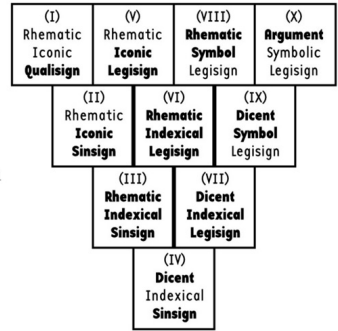 (I)
Rhematic
Iconic
Qualisign
(V)
Rhematic
Iconic
Legisign
(VIII)
Rhematic
Symbol
Legisign
(X)
Argument
Symbolic
Legisign
(II)
Rhematic
Iconic
Sinsign
(VI)
Rhematic
Indexical
Legisign
(IX)
Dicent
Symbol
Legisign
(III)
Rhematic
Indexical
Sinsign
(VII)
Dicent
Indexical
Legisign
(IV)
Dicent
Indexical
Sinsign